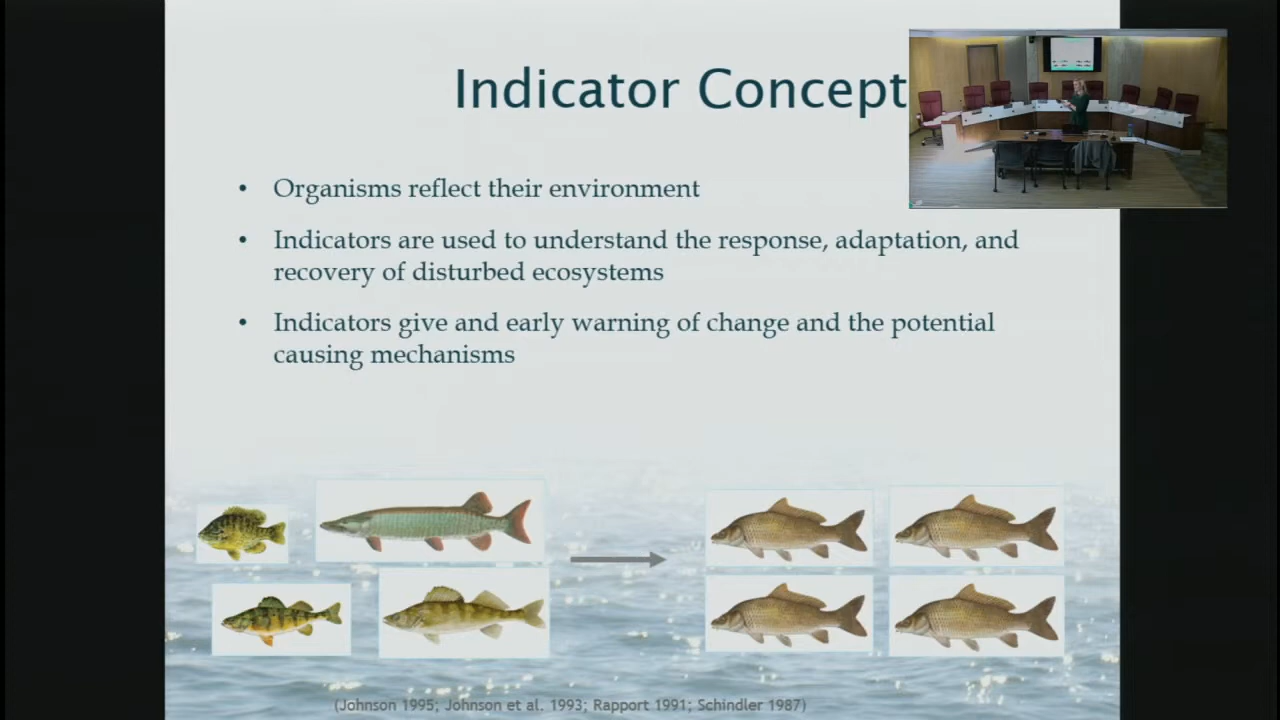 Indicator Concept
• Organisms reflect their environment
• Indicators are used to understand the response, adaptation, and
recovery of disturbed ecosystems
• Indicators give and early warning of change and the potential
causing mechanisms
(Johnson 1995; Johnson et al. 1993; Rapport 1991; Schindler 1987)